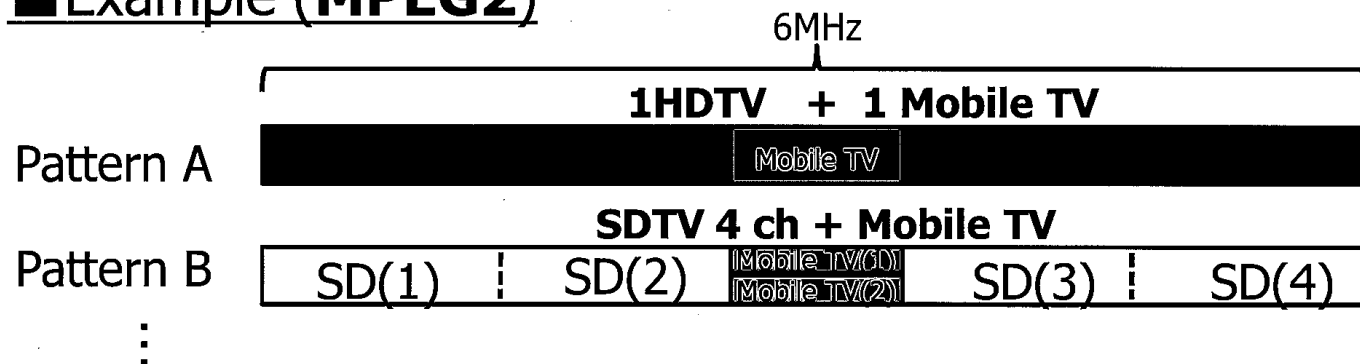 ■Example (MPEG2)
6MHz
1HDTV + 1 Mobile TV
Pattern A
Mobile TV
SDTV 4 ch + Mobile TV
Pattern B
SD(1) SD(2) Mobile TV(1) SD(3) SD(4)
Mobile TV(2)